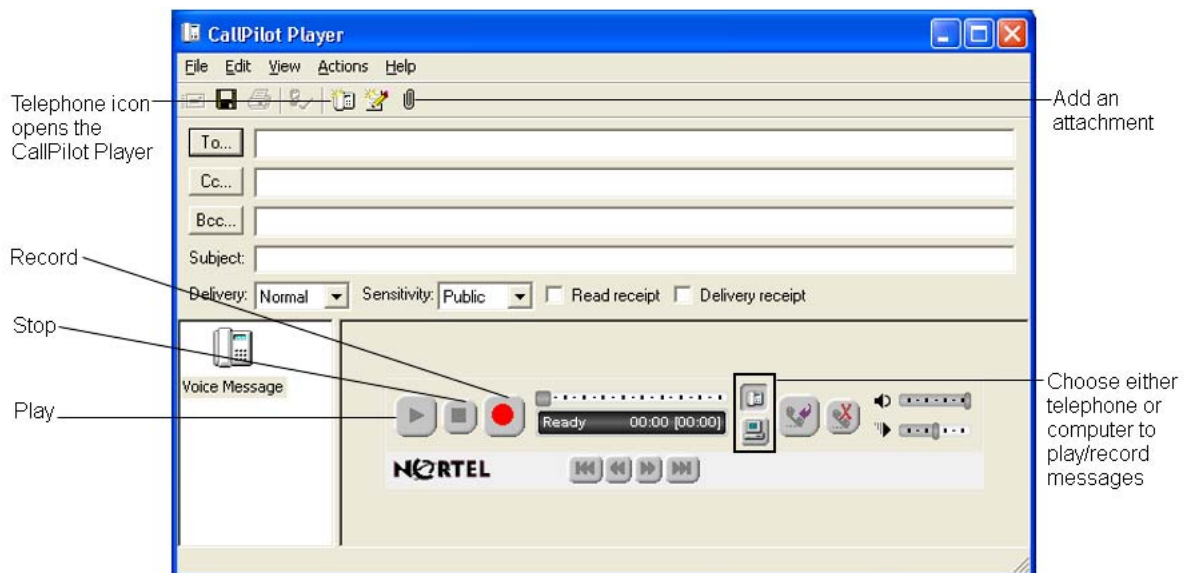 CallPilot Player
File Edit View Actions Help
Telephone icon
opens the
CallPilot Player
Add an
attachment
To...
Cc...
Bcc...
Subject:
Delivery: Normal Sensitivity: Public Read receipt Delivery receipt
Record
Stop
Play
Voice Message
Ready 00:00 [00:00]
NORTEL
Choose either
telephone or
computer to
play/record
messages